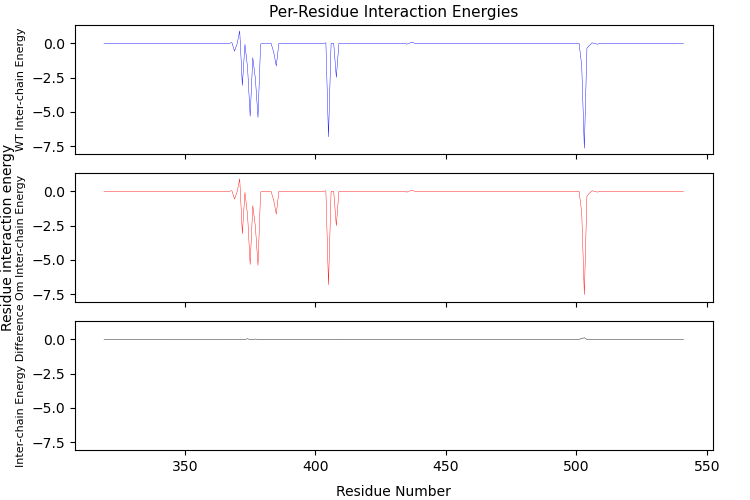 Per-Residue Interaction Energies
Residue interaction energy
WT Inter-chain Energy
0.0
−2.5
−5.0
−7.5
Om Inter-chain Energy
0.0
−2.5
−5.0
−7.5
Inter-chain Energy Difference
0.0
−2.5
−5.0
−7.5
350
400
450
500
550
Residue Number